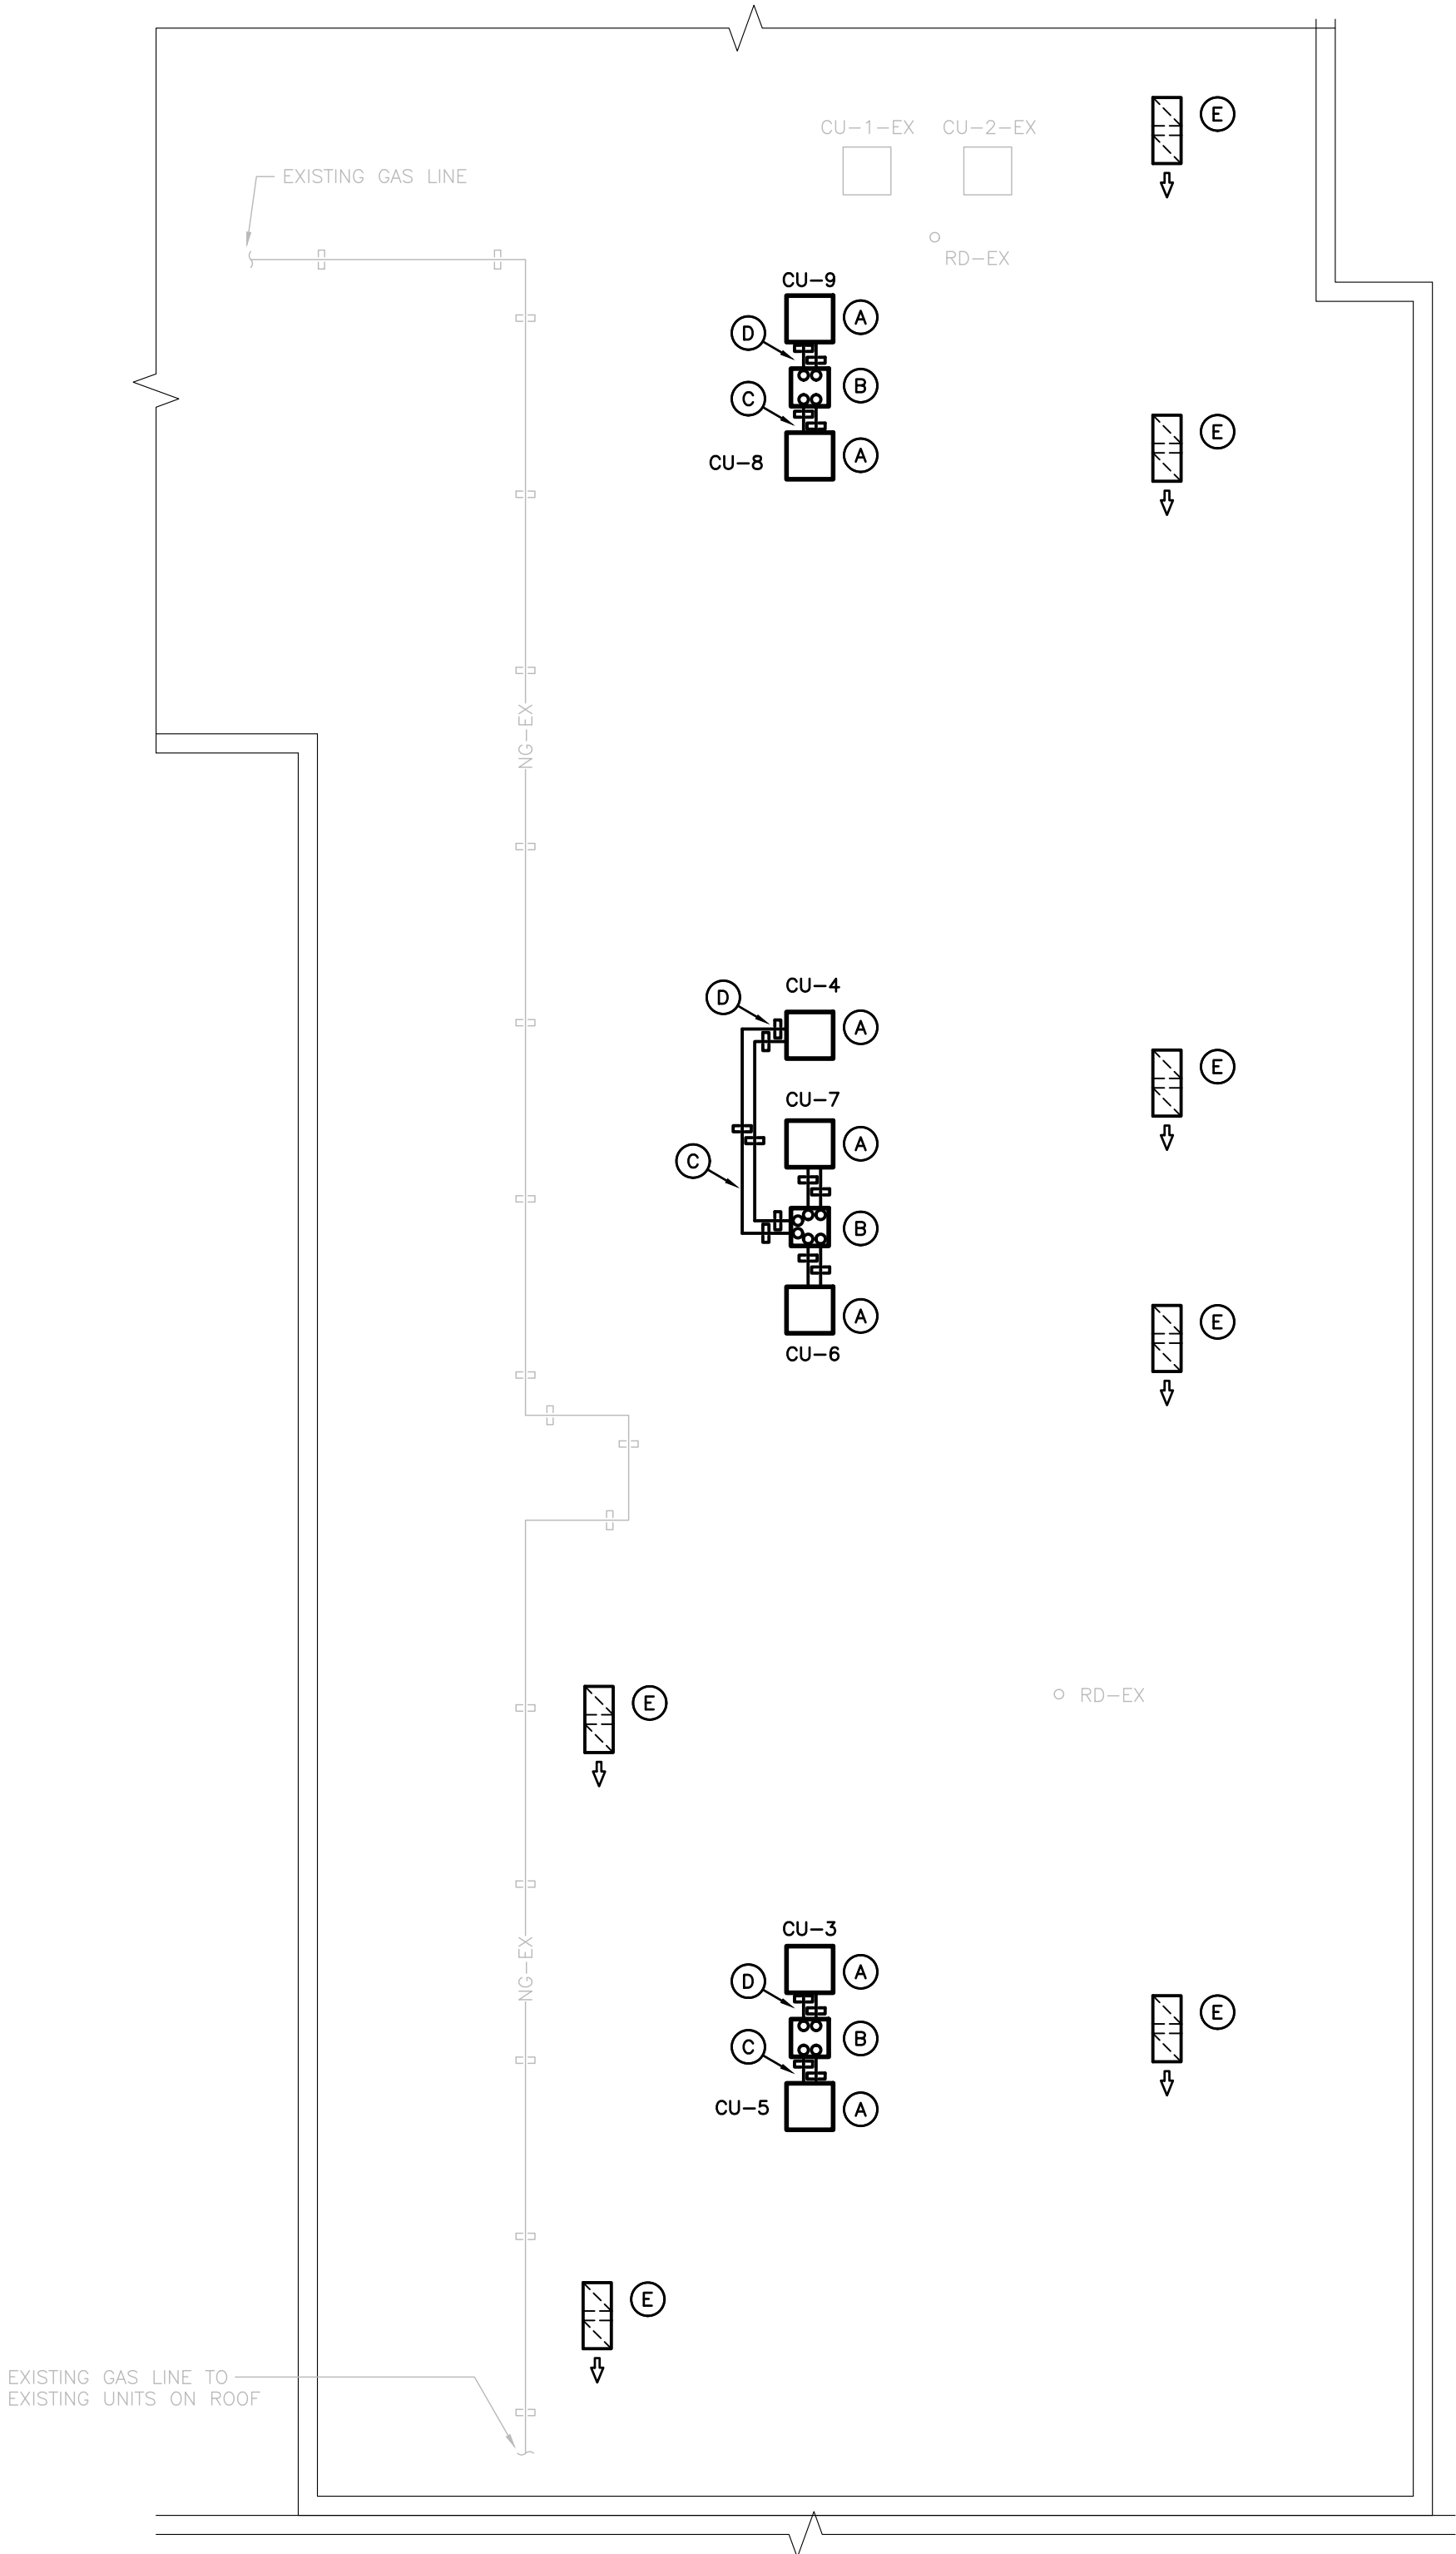 E
CU-1-EX CU-2-EX
EXISTING GAS LINE
RD-EX
CU-9
A
D
B
C
E
CU-8
A
NG-EX
CU-4
D
A
E
CU-7
A
C
B
A
E
CU-6
E
RD-EX
CU-3
NG-EX
A
D
E
B
C
CU-5
A
E
EXISTING GAS LINE TO
EXISTING UNITS ON ROOF